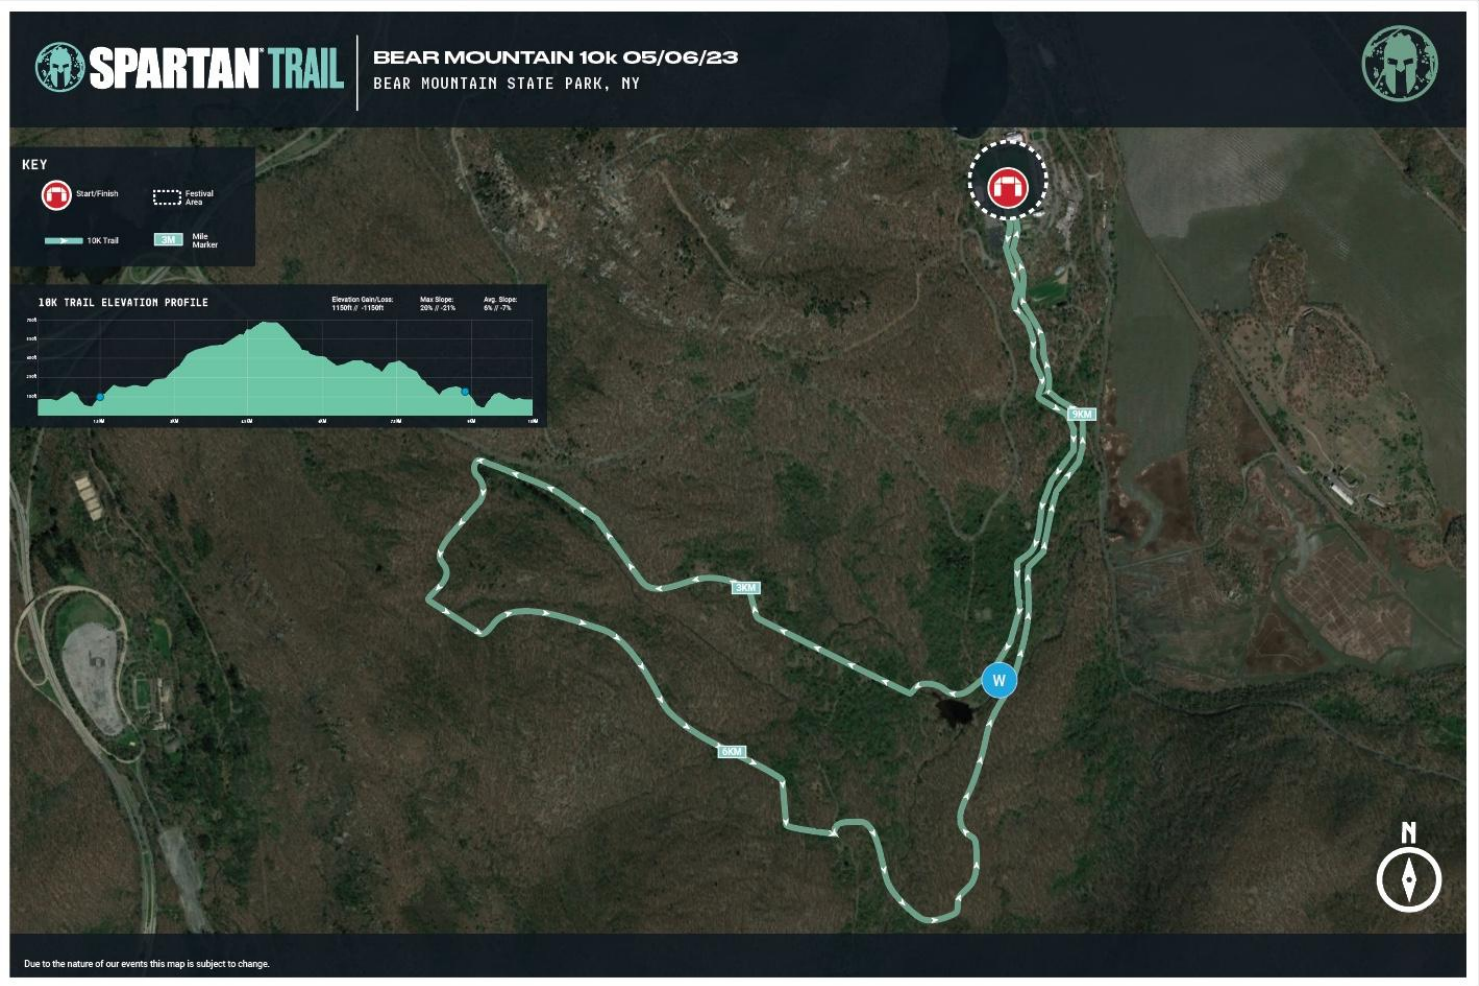 SPARTAN TRAIL
BEAR MOUNTAIN 10k 05/06/23
BEAR MOUNTAIN STATE PARK, NY
KEY
Start/Finish
Festival
Area
10K Trail
3M
Mile
Marker
10K TRAIL ELEVATION PROFILE
Elevation Gain/Loss:
1150ft // -1150ft
Max Slope:
20% // -21%
Avg. Slope:
6% // -7%
9KM
3KM
W
6KM
N
Due to the nature of our events this map is subject to change.